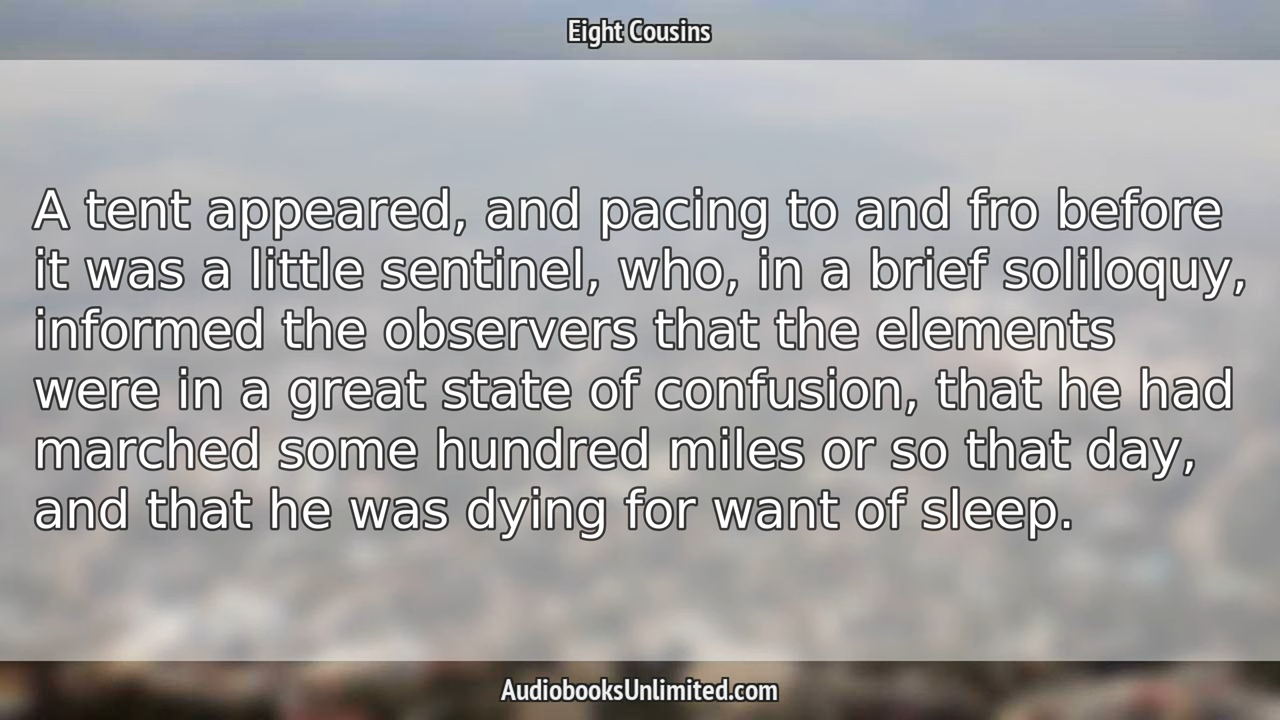 Eight Cousins
A tent appeared, and pacing to and fro before
it was a little sentinel, who, in a brief soliloquy,
informed the observers that the elements
were in a great state of confusion, that he had
marched some hundred miles or so that day,
and that he was dying for want of sleep.
AudiobooksUnlimited.com